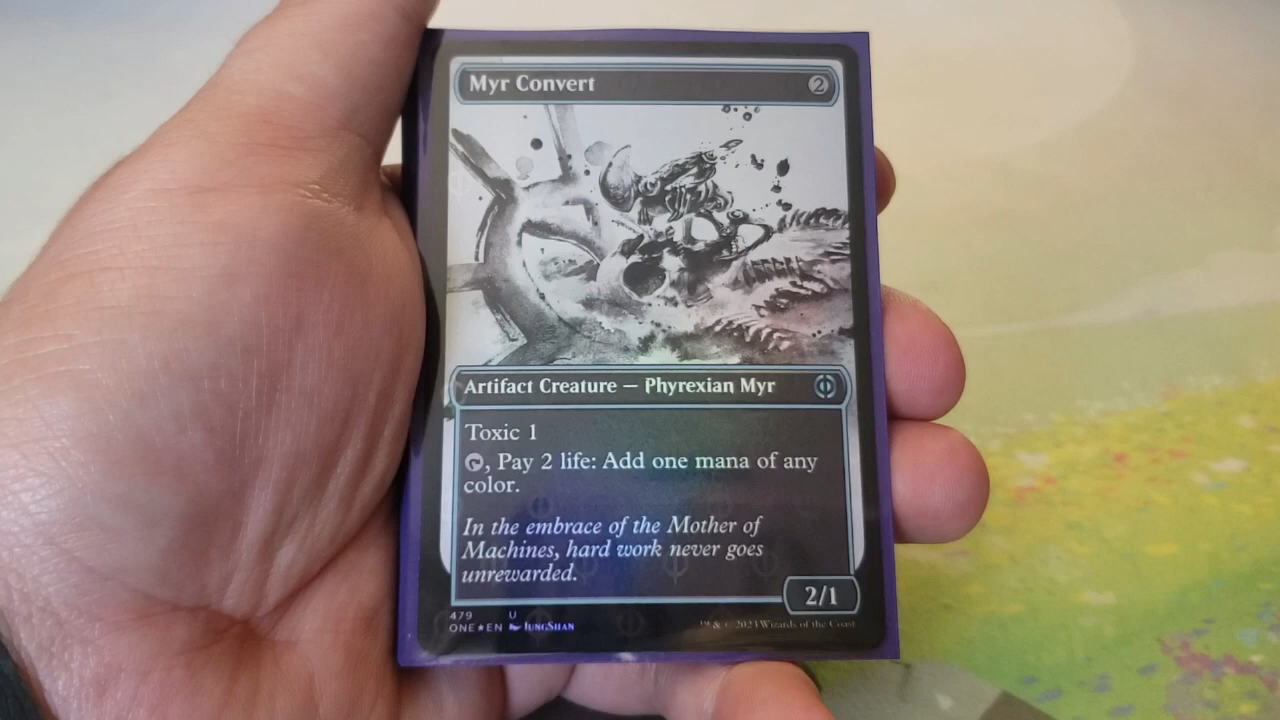 Myr Convert 2
Artifact Creature — Phyrexian Myr
Toxic 1
, Pay 2 life: Add one mana of any
color.
In the embrace of the Mother of
Machines, hard work never goes
unrewarded.
2/1
479 U
ONE★EN JungShan
™ & © 2023 Wizards of the Coast